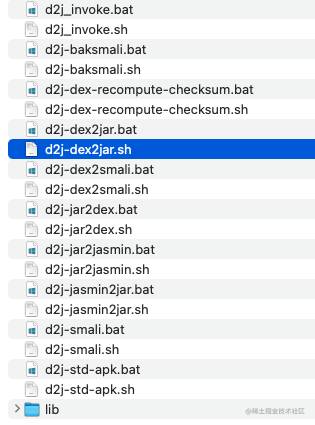 d2j_invoke.bat
d2j_invoke.sh
d2j-baksmali.bat
d2j-baksmali.sh
d2j-dex-recompute-checksum.bat
d2j-dex-recompute-checksum.sh
d2j-dex2jar.bat
d2j-dex2jar.sh
d2j-dex2smali.bat
d2j-dex2smali.sh
d2j-jar2dex.bat
d2j-jar2dex.sh
d2j-jar2jasmin.bat
d2j-jar2jasmin.sh
d2j-jasmin2jar.bat
d2j-jasmin2jar.sh
d2j-smali.bat
d2j-smali.sh
d2j-std-apk.bat
d2j-std-apk.sh
lib
@稀土掘金技术社区